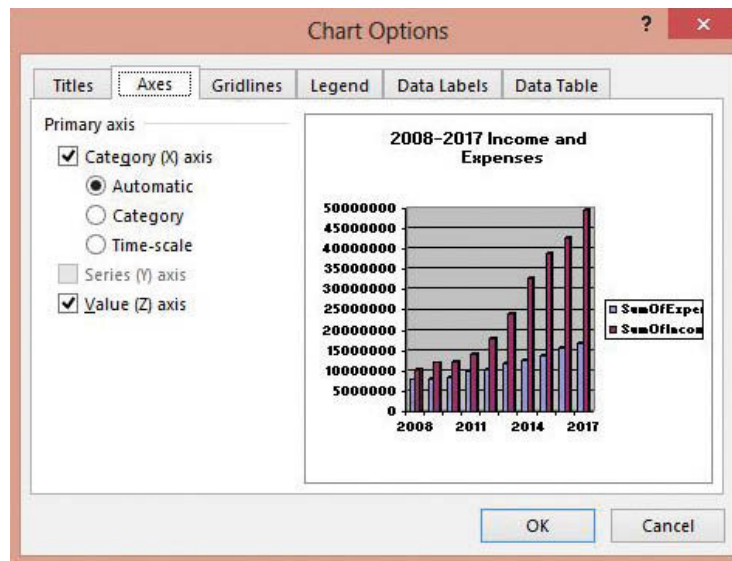 Chart Options
?
Titles
Axes
Gridlines
Legend
Data Labels
Data Table
Primary axis
Category (X) axis
Automatic
Category
Time-scale
Series (Y) axis
Value (Z) axis
2008-2017 Income and
Expenses
50000000
45000000
40000000
35000000
30000000
25000000
20000000
15000000
10000000
5000000
0
2008
2011
2014
2017
SumOfExpe
SumOfIncom
OK
Cancel